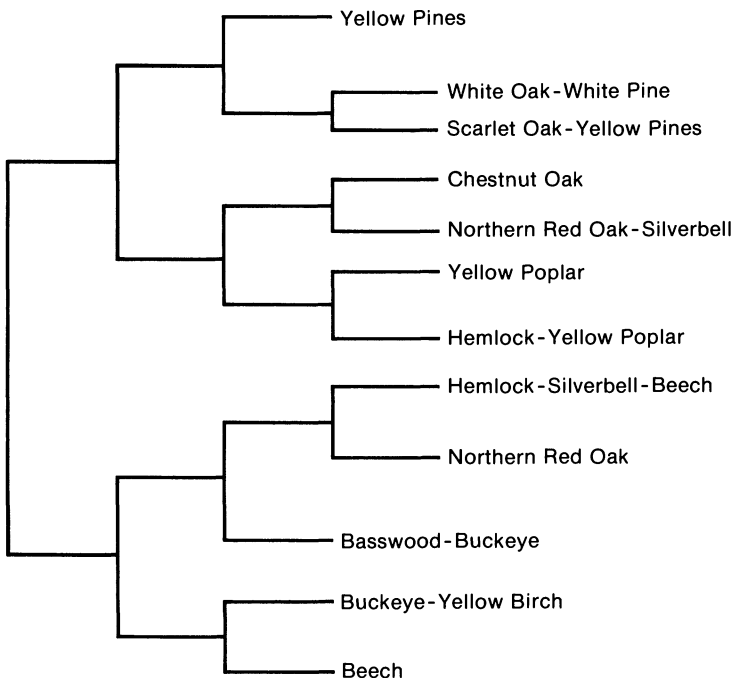 Yellow Pines
White Oak-White Pine
Scarlet Oak-Yellow Pines
Chestnut Oak
Northern Red Oak-Silverbell
Yellow Poplar
Hemlock-Yellow Poplar
Hemlock-Silverbell-Beech
Northern Red Oak
Basswood-Buckeye
Buckeye-Yellow Birch
Beech